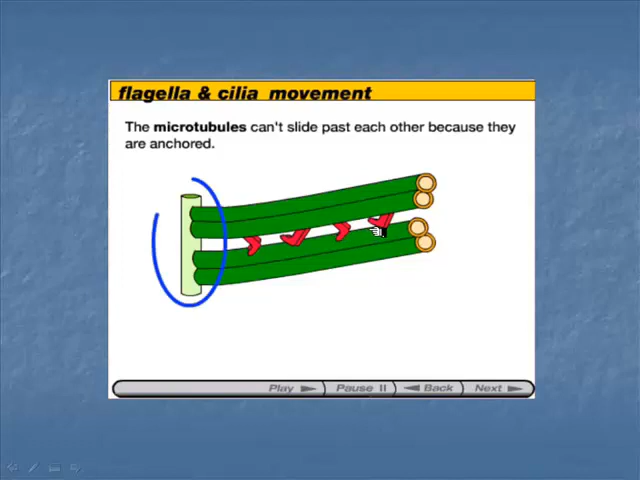 flagella & cilia movement
The microtubules can't slide past each other because they
are anchored.
Play Pause Back Next